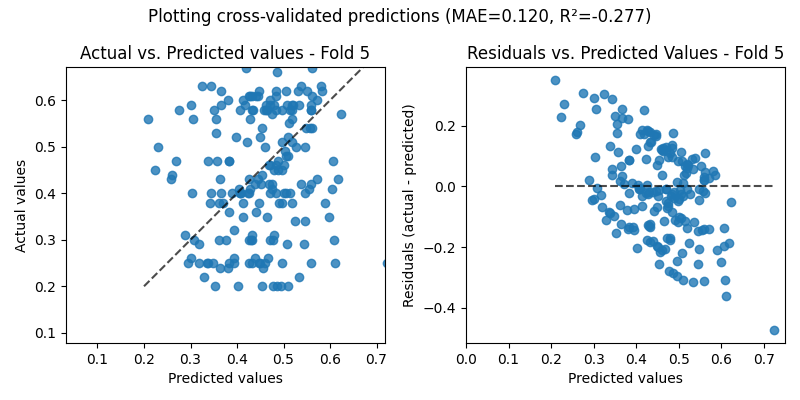 Plotting cross-validated predictions (MAE=0.120, R²=-0.277)
Actual vs. Predicted values - Fold 5
Residuals vs. Predicted Values - Fold 5
Actual values
0.6
0.5
0.4
0.3
0.2
0.1
0.1 0.2 0.3 0.4 0.5 0.6 0.7
Predicted values
Residuals (actual - predicted)
0.2
0.0
−0.2
−0.4
0.0 0.1 0.2 0.3 0.4 0.5 0.6 0.7
Predicted values